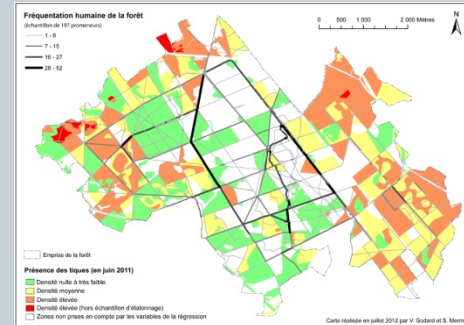 Fréquentation humaine de la forêt
(échantillon de 197 promeneurs)
1 - 6
7 - 15
16 - 27
28 - 52
0 500 1 000 2 000 Mètres
N
Emprise de la forêt
Présence des tiques (en juin 2011)
Densité nulle à très faible
Densité moyenne
Densité élevée
Densité élevée (hors échantillon d'étalonnage)
Zones non prises en compte par les variables de la régression
Carte réalisée en juillet 2012 par V. Godard et S. Merm